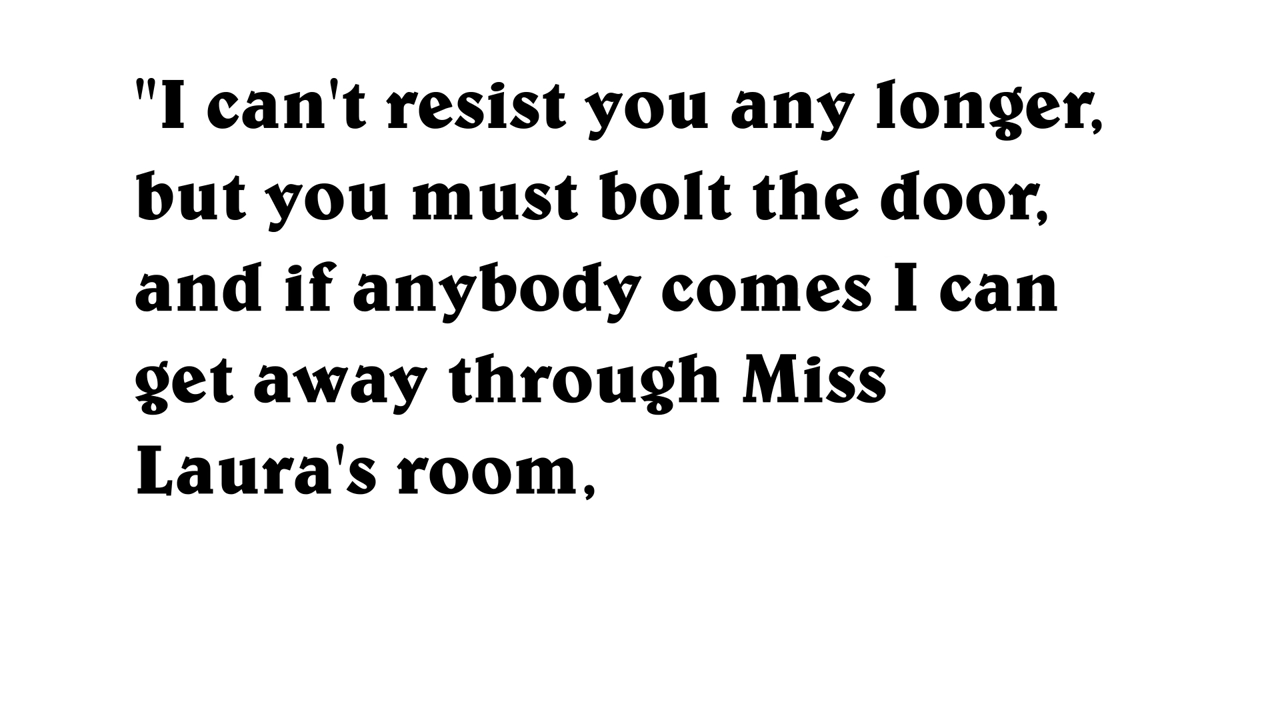 "I can't resist you any longer,
but you must bolt the door,
and if anybody comes I can
get away through Miss
Laura's room,